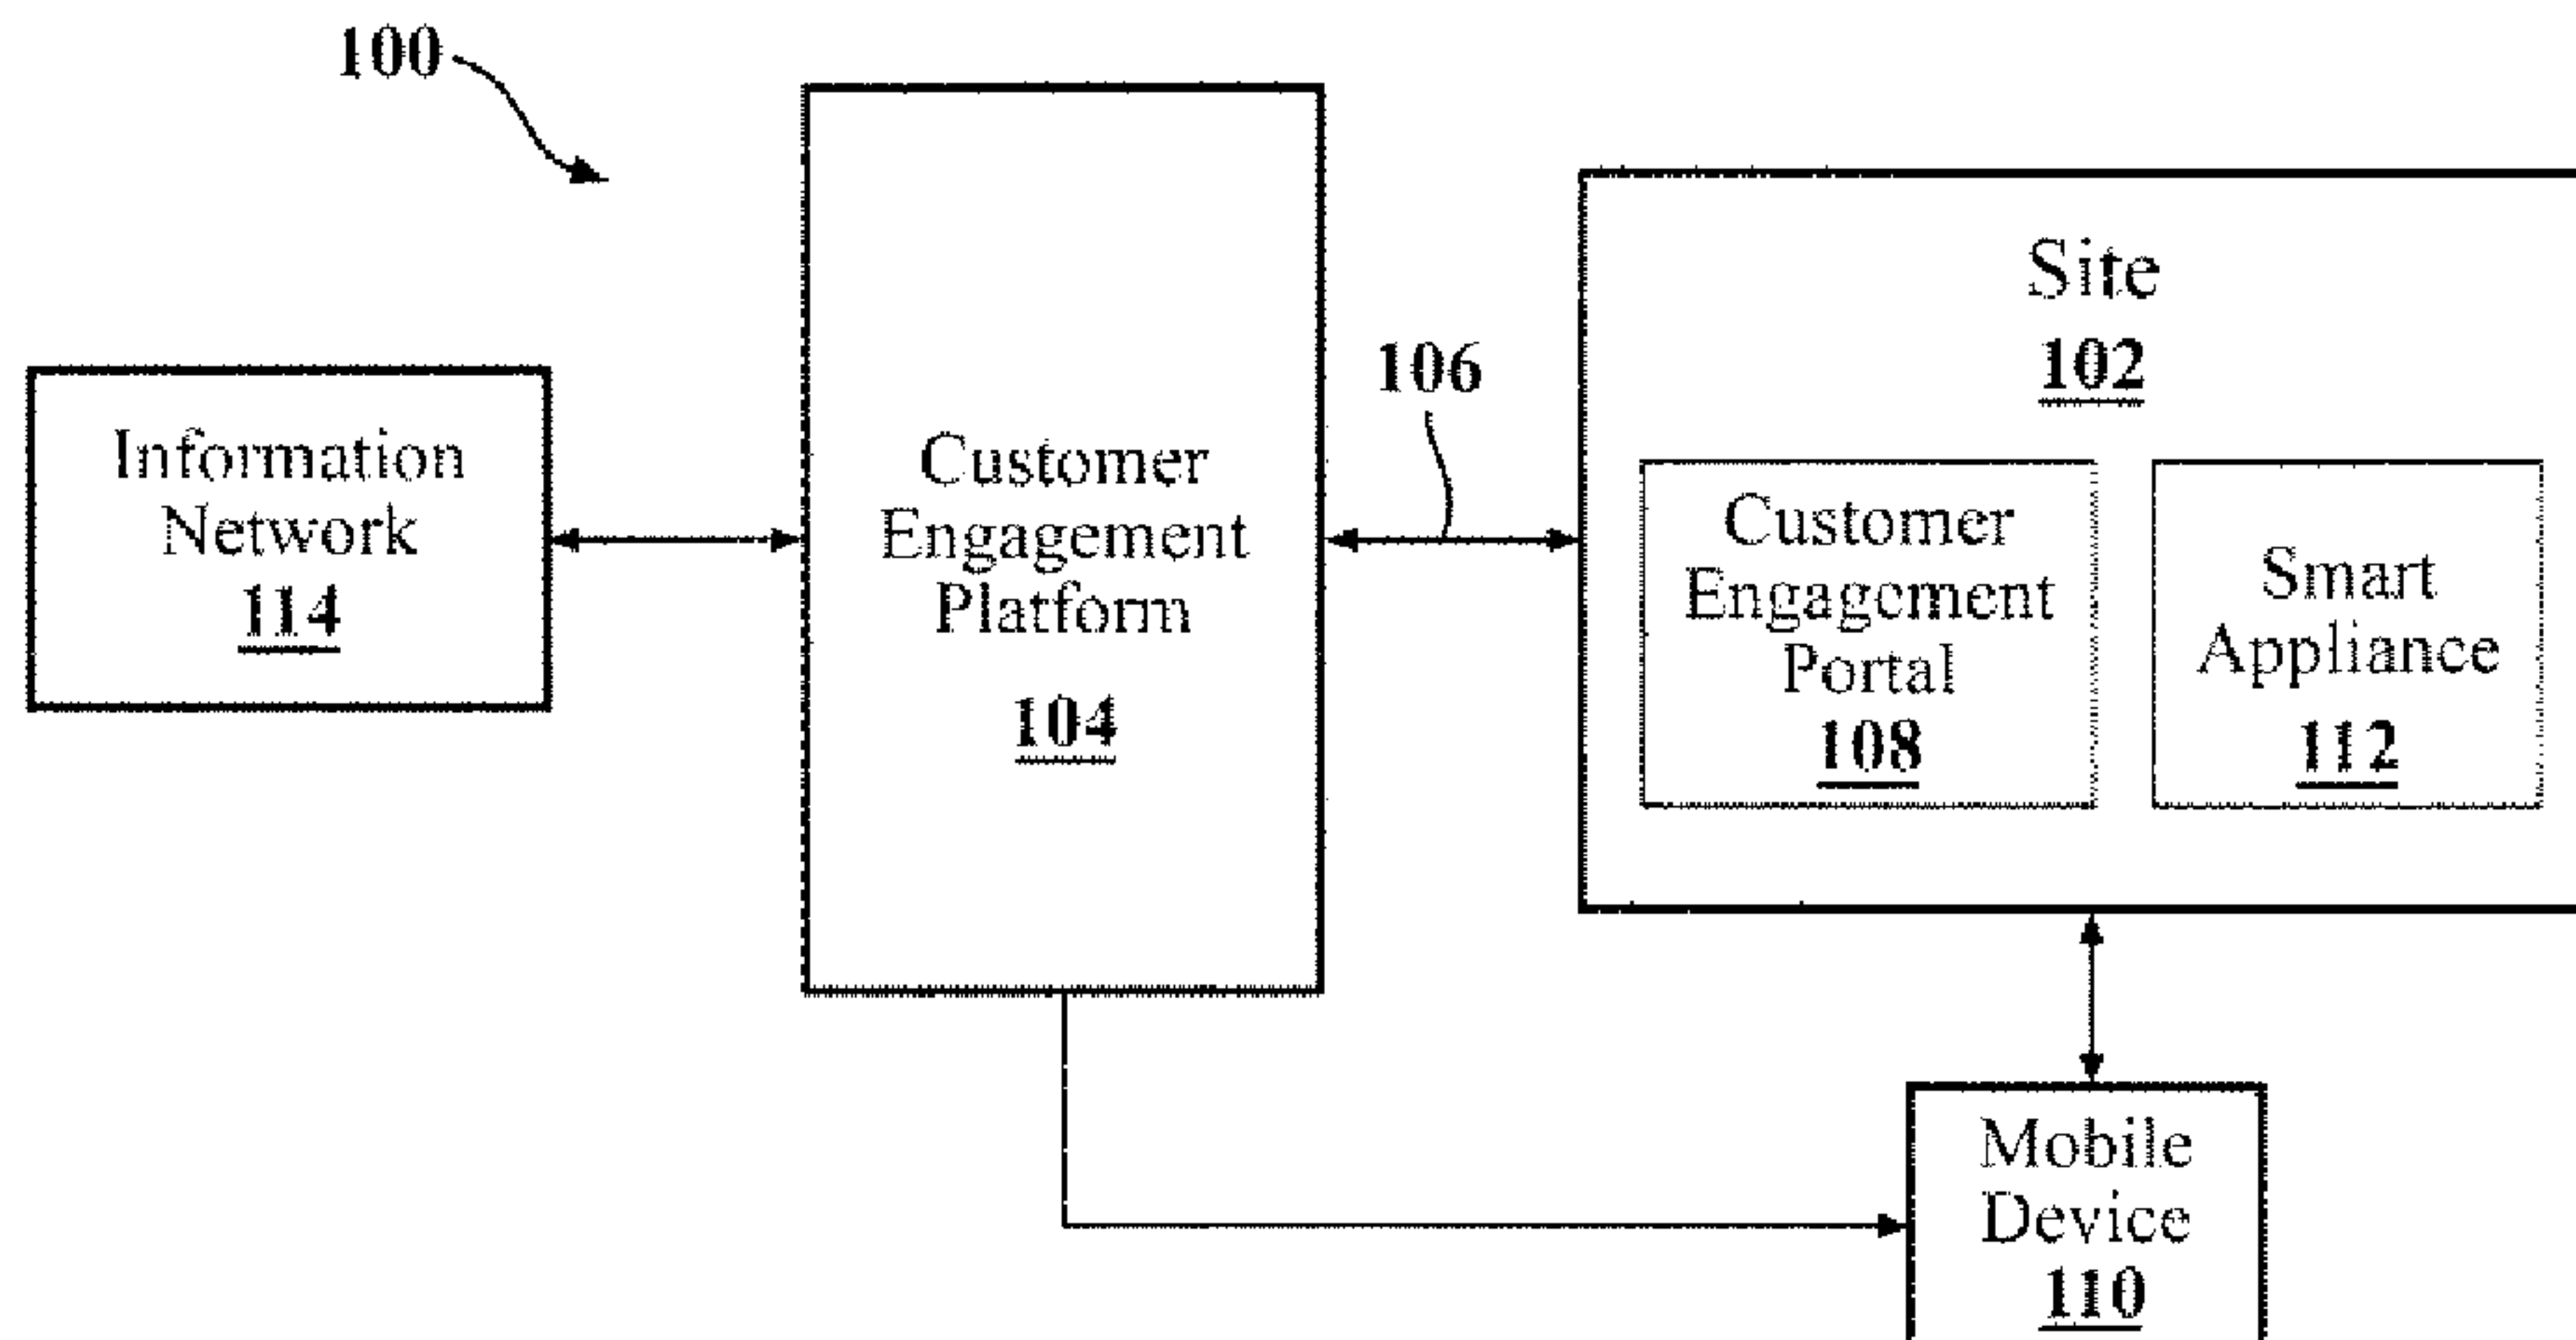 100
Information
Network
114
Customer
Engagement
Platform
104
106
Site
102
Customer
Engagement
Portal
108
Smart
Appliance
112
Mobile
Device
110